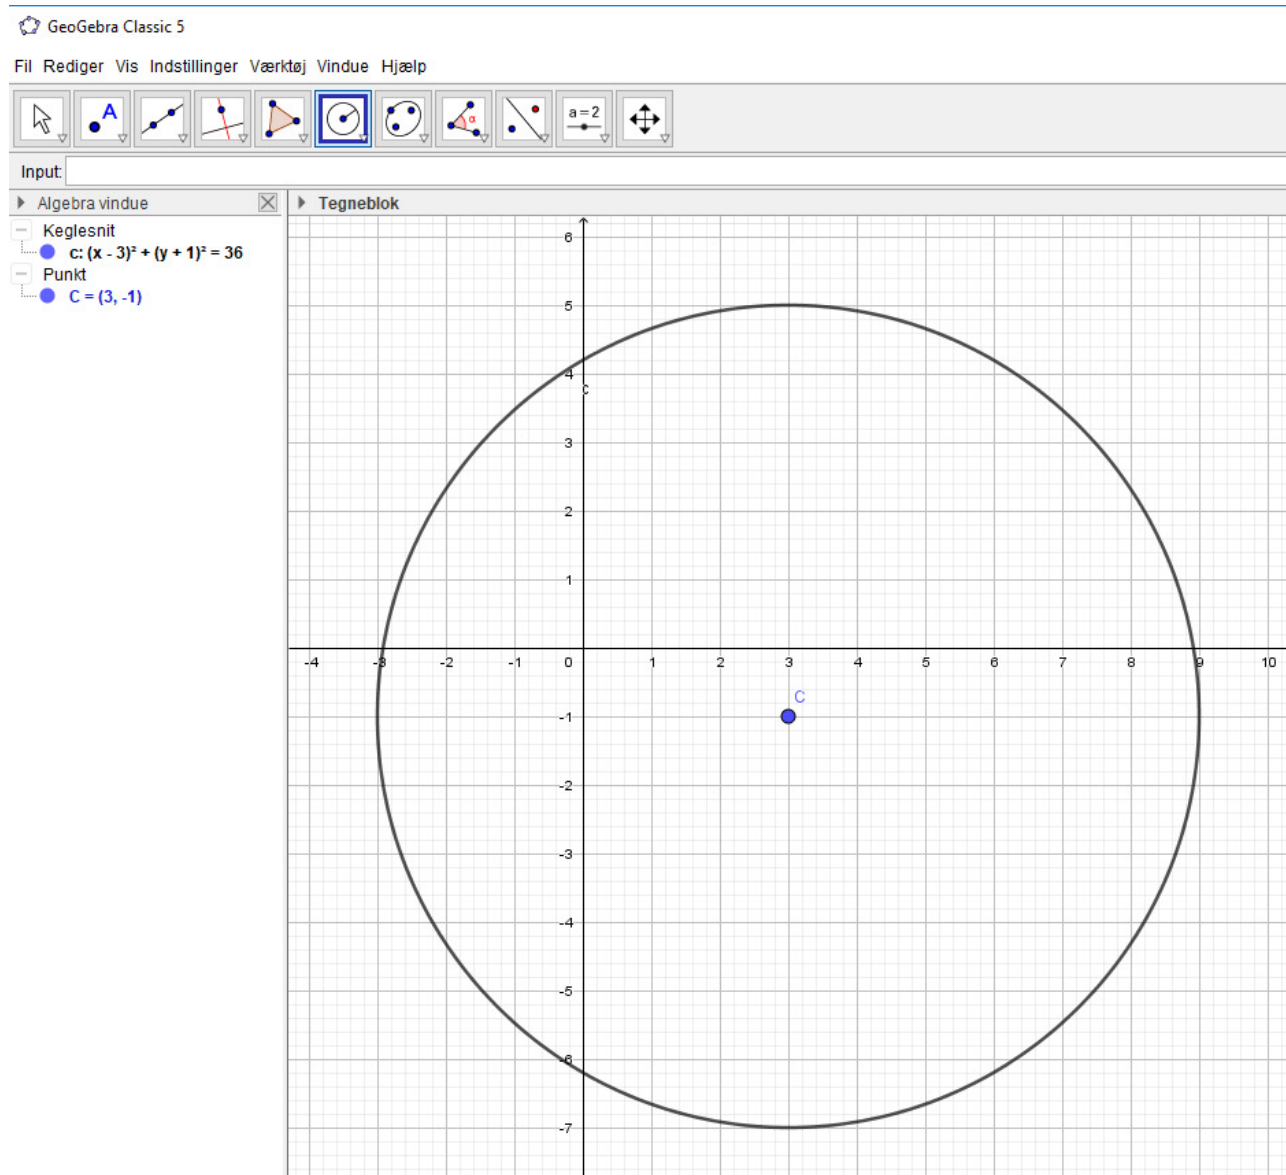 GeoGebra Classic 5
Fil Rediger Vis Indstillinger Værktøj Vindue Hjælp
A
α
a = 2
Input:
Algebra vindue
Keglesnit
c: (x - 3)² + (y + 1)² = 36
Punkt
C = (3, -1)
Tegneblok
6
5
4
c
3
2
1
-4 -3 -2 -1 0 1 2 3 4 5 6 7 8 9 10
C
-1
-2
-3
-4
-5
-6
-7